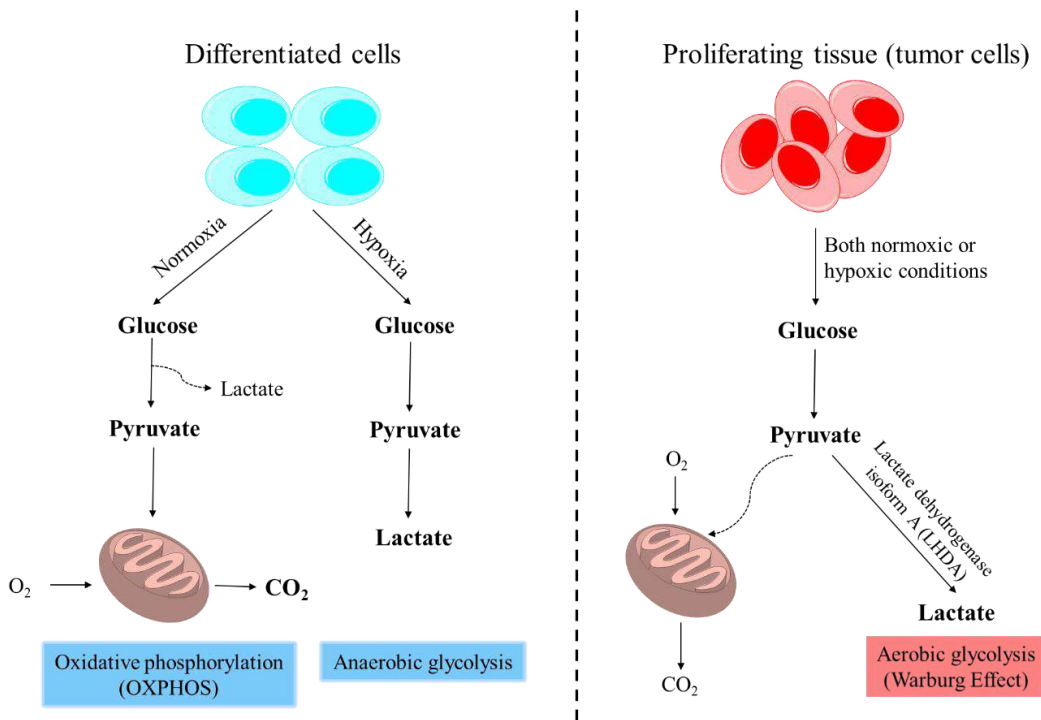 Differentiated cells
Normoxia
Hypoxia
Glucose
Glucose
Lactate
Pyruvate
Pyruvate
Lactate
O₂
CO₂
Oxidative phosphorylation
(OXPHOS)
Anaerobic glycolysis
Proliferating tissue (tumor cells)
Both normoxic or
hypoxic conditions
Glucose
Pyruvate
O₂
Lactate dehydrogenase
isoform A (LHDA)
Lactate
CO₂
Aerobic glycolysis
(Warburg Effect)